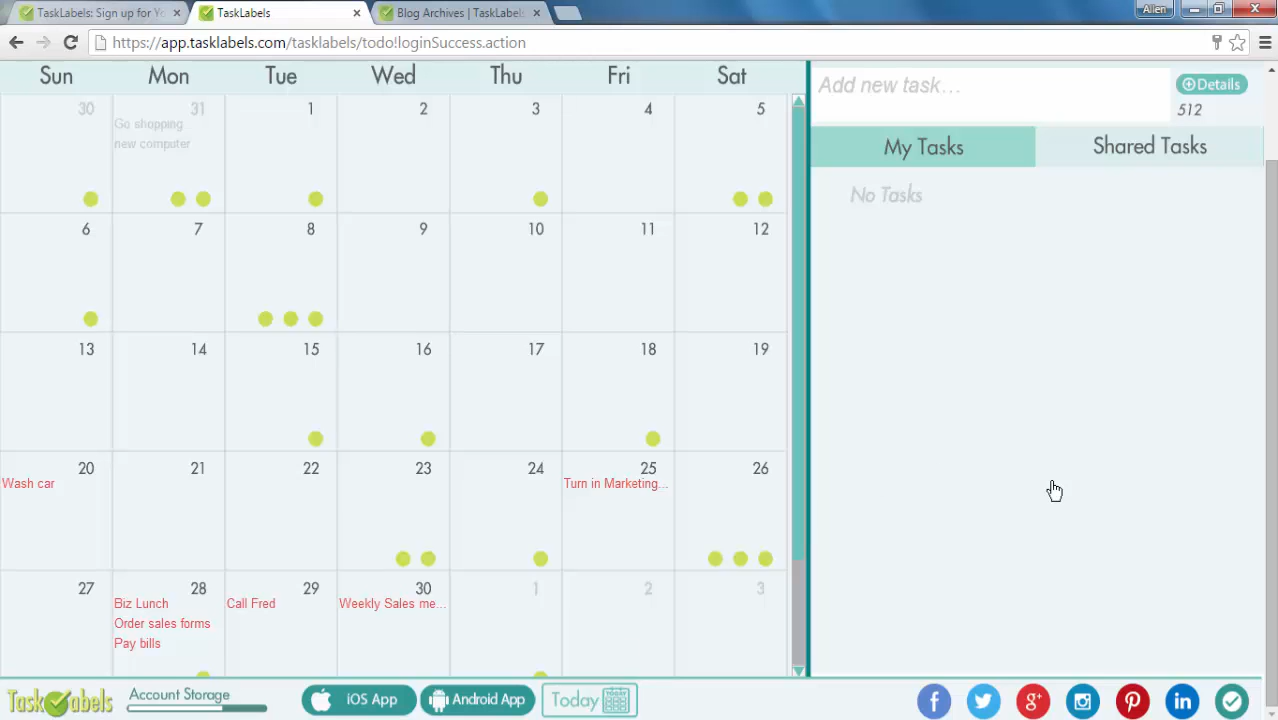 TaskLabels: Sign up for Yo
TaskLabels
Blog Archives | TaskLabels
Allen
https://app.tasklabels.com/tasklabels/todo!loginSuccess.action
Sun Mon Tue Wed Thu Fri Sat
Add new task…
Details
512
My Tasks
Shared Tasks
No Tasks
30 31 1 2 3 4 5
Go shopping
new computer
6 7 8 9 10 11 12
13 14 15 16 17 18 19
20 21 22 23 24 25 26
Wash car
Turn in Marketing...
27 28 29 30 1 2 3
Biz Lunch
Call Fred
Weekly Sales me...
Order sales forms
Pay bills
TaskLabels
Account Storage
iOS App
Android App
Today
TODAY
f
g+
in